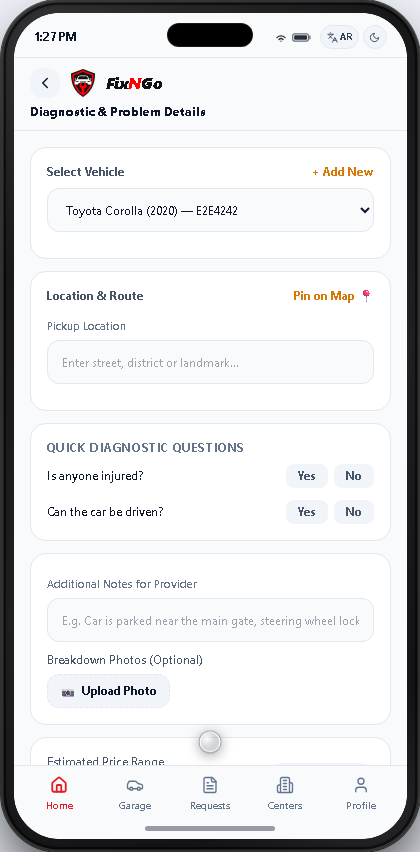 1:27 PM
AR
FixNGo
Diagnostic & Problem Details
Select Vehicle
+ Add New
Toyota Corolla (2020) — E2E4242
Location & Route
Pin on Map
Pickup Location
Enter street, district or landmark...
QUICK DIAGNOSTIC QUESTIONS
Is anyone injured?
Yes
No
Can the car be driven?
Yes
No
Additional Notes for Provider
E.g. Car is parked near the main gate, steering wheel lock
Breakdown Photos (Optional)
Upload Photo
Estimated Price Range
Home
Garage
Requests
Centers
Profile